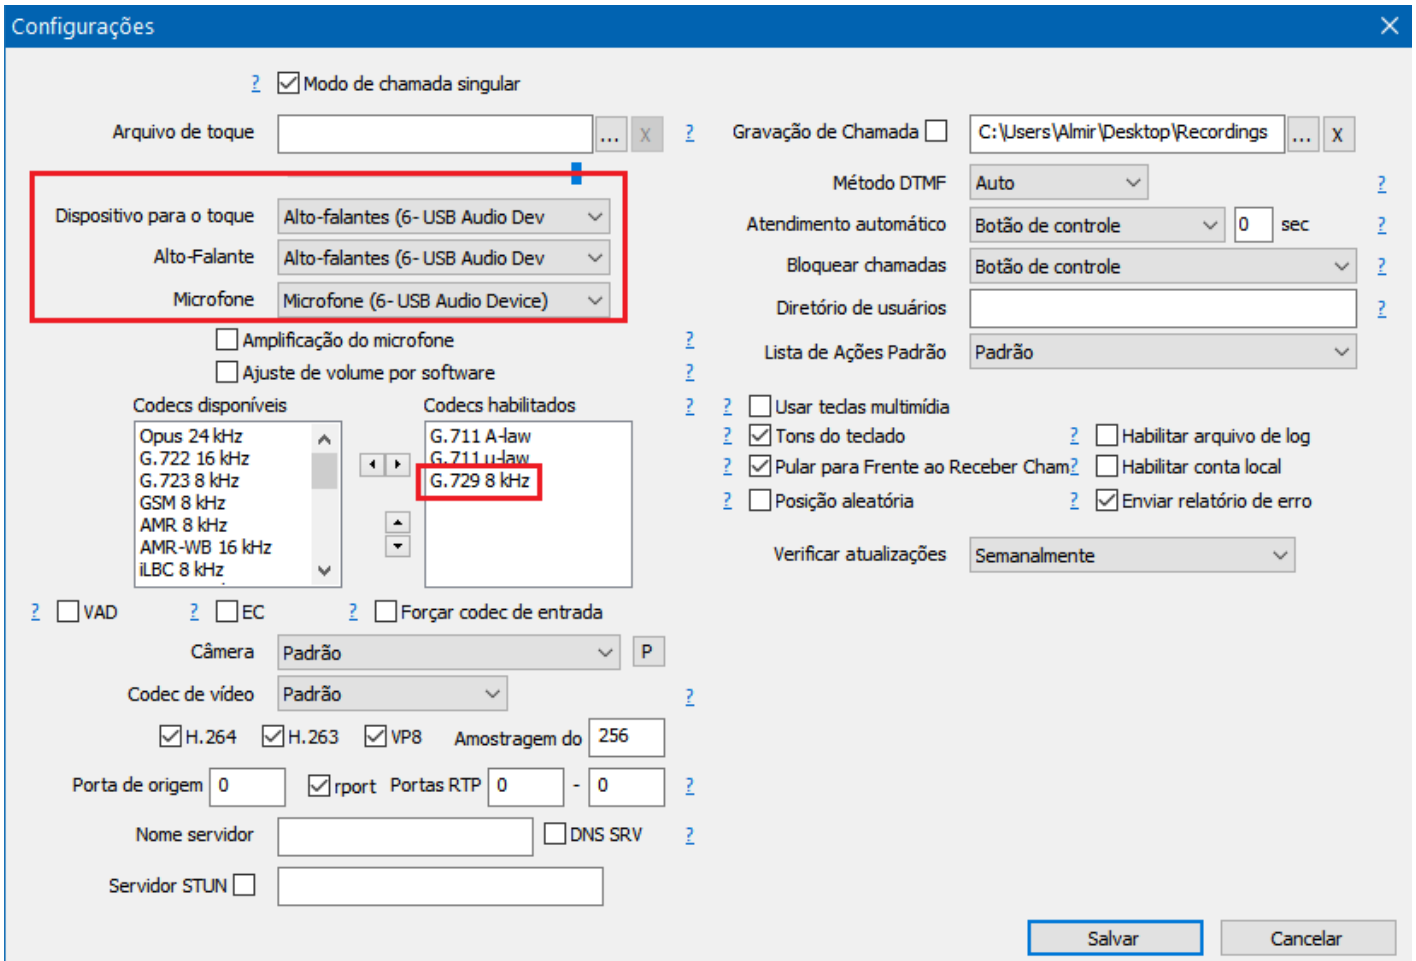 Configurações
? Modo de chamada singular
Arquivo de toque ... X ?
Dispositivo para o toque Alto-falantes (6- USB Audio Dev
Alto-Falante Alto-falantes (6- USB Audio Dev
Microfone Microfone (6- USB Audio Device)
Amplificação do microfone ?
Ajuste de volume por software ?
Codecs disponíveis Codecs habilitados ?
Opus 24 kHz
G.722 16 kHz
G.723 8 kHz
GSM 8 kHz
AMR 8 kHz
AMR-WB 16 kHz
iLBC 8 kHz
G.711 A-law
G.711 u-law
G.729 8 kHz
? VAD ? EC ? Forçar codec de entrada
Câmera Padrão P
Codec de vídeo Padrão ?
H.264 H.263 VP8 Amostragem do 256
Porta de origem 0 rport Portas RTP 0 - 0 ?
Nome servidor DNS SRV ?
Servidor STUN
Gravação de Chamada C:\Users\Almir\Desktop\Recordings ... X
Método DTMF Auto ?
Atendimento automático Botão de controle 0 sec ?
Bloquear chamadas Botão de controle ?
Diretório de usuários ?
Lista de Ações Padrão Padrão
? Usar teclas multimídia
? Tons do teclado ? Habilitar arquivo de log
? Pular para Frente ao Receber Cham ? Habilitar conta local
? Posição aleatória ? Enviar relatório de erro
Verificar atualizações Semanalmente
Salvar Cancelar